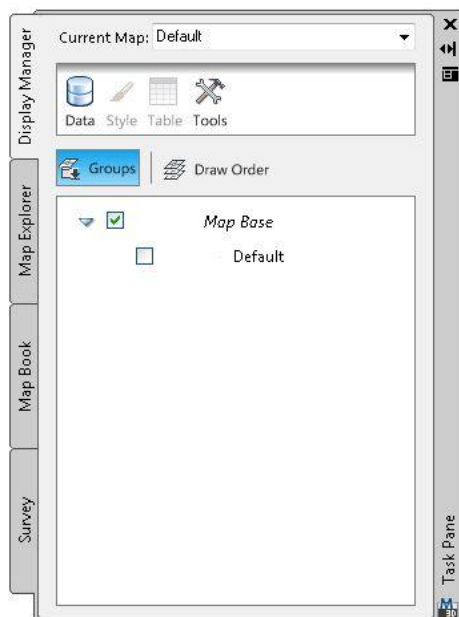 Current Map: Default
Data Style Table Tools
Groups Draw Order
Map Base
Default
Display Manager
Map Explorer
Map Book
Survey
Task Pane
M
3D